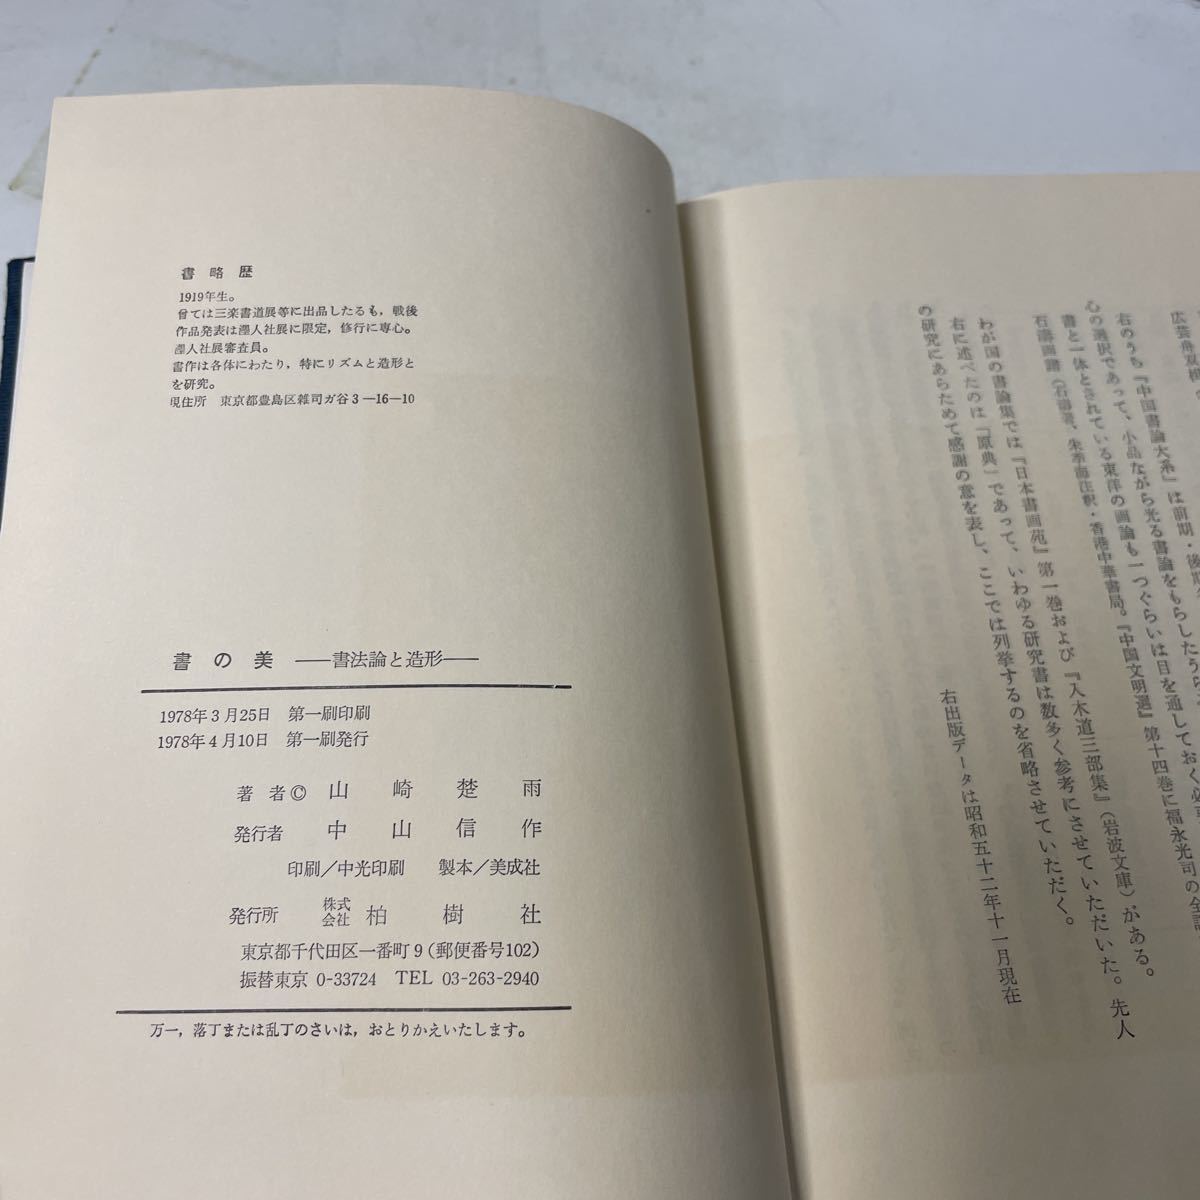 書略歴
1919年生。
曾ては三楽書道展等に出品したるも，戦後
作品発表は墨人社展に限定，修行に専心。
墨人社展審査員。
書作は各体にわたり，特にリズムと造形と
を研究。
現住所　東京都豊島区雑司ガ谷3―16―10
書の美　――書法論と造形――
1978年3月25日　第一刷印刷
1978年4月10日　第一刷発行
著者©　山崎楚雨
発行者　中山信作
印刷／中光印刷　製本／美成社
発行所　株式会社　柏樹社
東京都千代田区一番町9（郵便番号102）
振替東京 0-33724　TEL 03-263-2940
万一，落丁または乱丁のさいは，おとりかえいたします。
右のうち『中国書論大系』は前期・後期
心の選択であって、小品ながら光る書論をもらしたうらみ
書と一体とされている東洋の画論も一つぐらいは目を通しておく必要
石濤画譜（石濤著、朱季海注釈・香港中華書局。『中国文明選』第十四巻に福永光司の全訳
わが国の書論集では『日本書画苑』第一巻および『入木道三部集』（岩波文庫）がある。
右に述べたのは「原典」であって、いわゆる研究書は数多く参考にさせていただいた。先人
の研究にあらためて感謝の意を表し、ここでは列挙するのを省略させていただく。
右出版データは昭和五十二年十一月現在